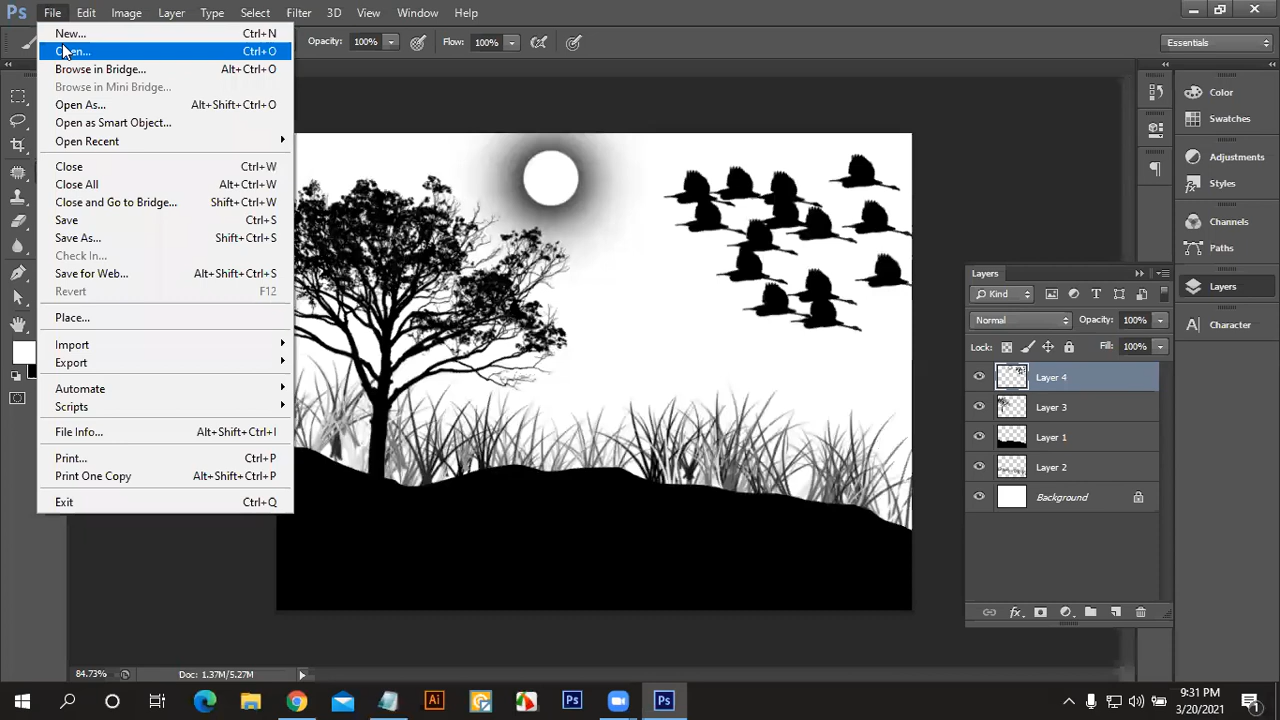 Ps File Edit Image Layer Type Select Filter 3D View Window Help
Opacity: 100% Flow: 100% Essentials
New... Ctrl+N
Open... Ctrl+O
Browse in Bridge... Alt+Ctrl+O
Browse in Mini Bridge...
Open As... Alt+Shift+Ctrl+O
Open as Smart Object...
Open Recent
Close Ctrl+W
Close All Alt+Ctrl+W
Close and Go to Bridge... Shift+Ctrl+W
Save Ctrl+S
Save As... Shift+Ctrl+S
Check In...
Save for Web... Alt+Shift+Ctrl+S
Revert F12
Place...
Import
Export
Automate
Scripts
File Info... Alt+Shift+Ctrl+I
Print... Ctrl+P
Print One Copy Alt+Shift+Ctrl+P
Exit Ctrl+Q
Color
Swatches
Adjustments
Styles
Channels
Paths
Layers
Character
Layers
Kind
Normal Opacity: 100%
Lock: Fill: 100%
Layer 4
Layer 3
Layer 1
Layer 2
Background
fx
84.73% Doc: 1.37M/5.27M
Ai Ps Ps
9:31 PM
3/20/2021
1